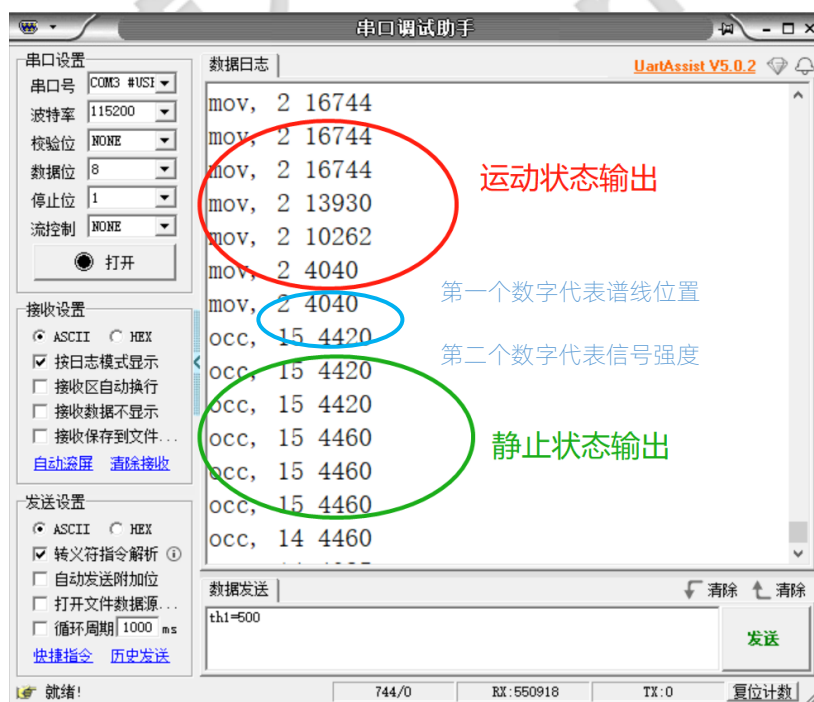 串口调试助手
串口设置
串口号 COM3 #USI
波特率 115200
校验位 NONE
数据位 8
停止位 1
流控制 NONE
打开
接收设置
ASCII HEX
按日志模式显示
接收区自动换行
接收数据不显示
接收保存到文件...
自动滚屏 清除接收
发送设置
ASCII HEX
转义符指令解析
自动发送附加位
打开文件数据源...
循环周期 1000 ms
快捷指令 历史发送
数据日志
UartAssist V5.0.2
mov, 2 16744
mov, 2 16744
mov, 2 16744
mov, 2 13930
mov, 2 10262
mov, 2 4040
mov, 2 4040
occ, 15 4420
occ, 15 4420
occ, 15 4420
occ, 15 4460
occ, 15 4460
occ, 15 4460
occ, 14 4460
运动状态输出
第一个数字代表谱线位置
第二个数字代表信号强度
静止状态输出
数据发送
清除 清除
th1=500
发送
就绪!
744/0
RX:550918
TX:0
复位计数